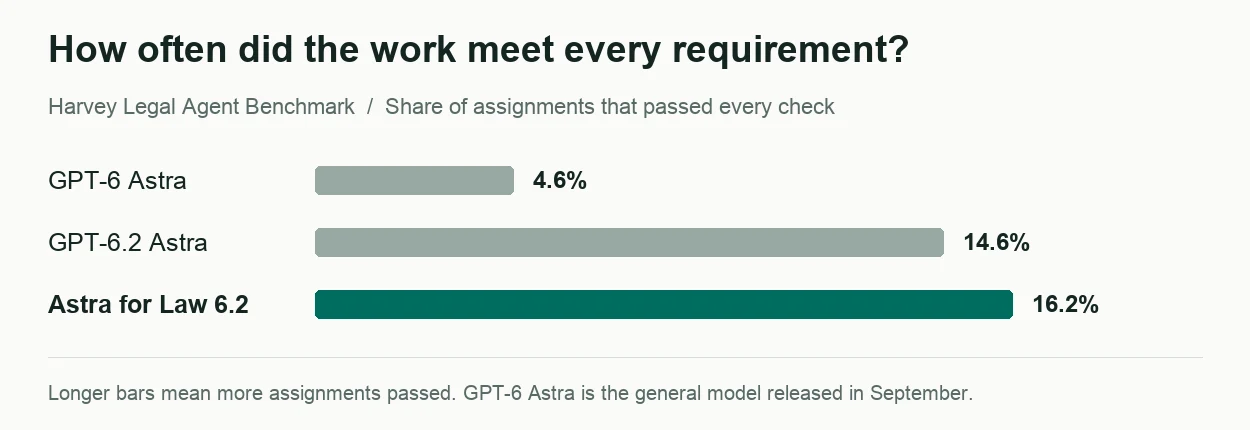 How often did the work meet every requirement?
Harvey Legal Agent Benchmark / Share of assignments that passed every check
GPT-6 Astra 4.6%
GPT-6.2 Astra 14.6%
Astra for Law 6.2 16.2%
Longer bars mean more assignments passed. GPT-6 Astra is the general model released in September.